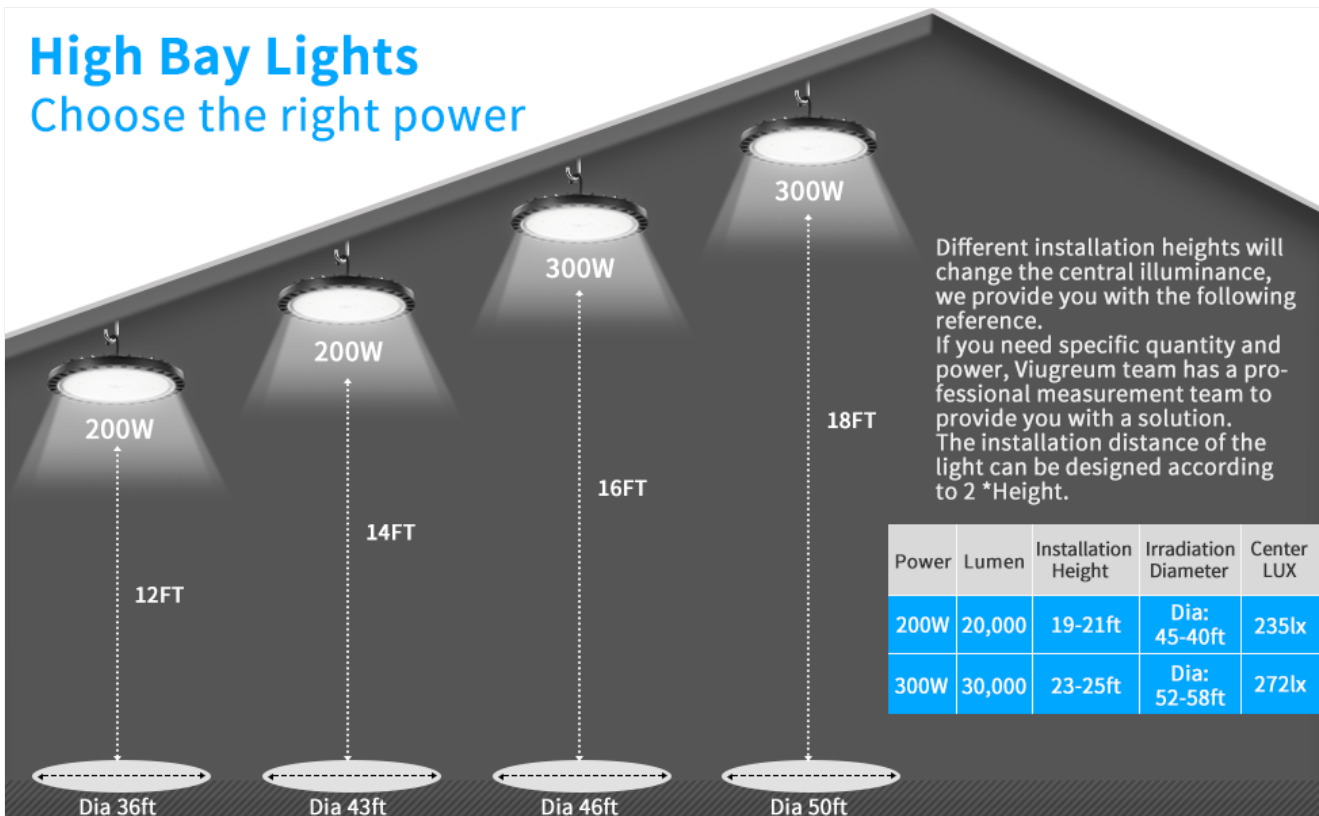 High Bay Lights
Choose the right power
300W
300W
200W
200W
18FT
16FT
14FT
12FT
Dia 36ft
Dia 43ft
Dia 46ft
Dia 50ft
Different installation heights will
change the central illuminance,
we provide you with the following
reference.
If you need specific quantity and
power, Viugreum team has a pro-
fessional measurement team to
provide you with a solution.
The installation distance of the
light can be designed according
to 2 *Height.
Power Lumen Installation Height Irradiation Diameter Center LUX
200W 20,000 19-21ft Dia: 45-40ft 235lx
300W 30,000 23-25ft Dia: 52-58ft 272lx